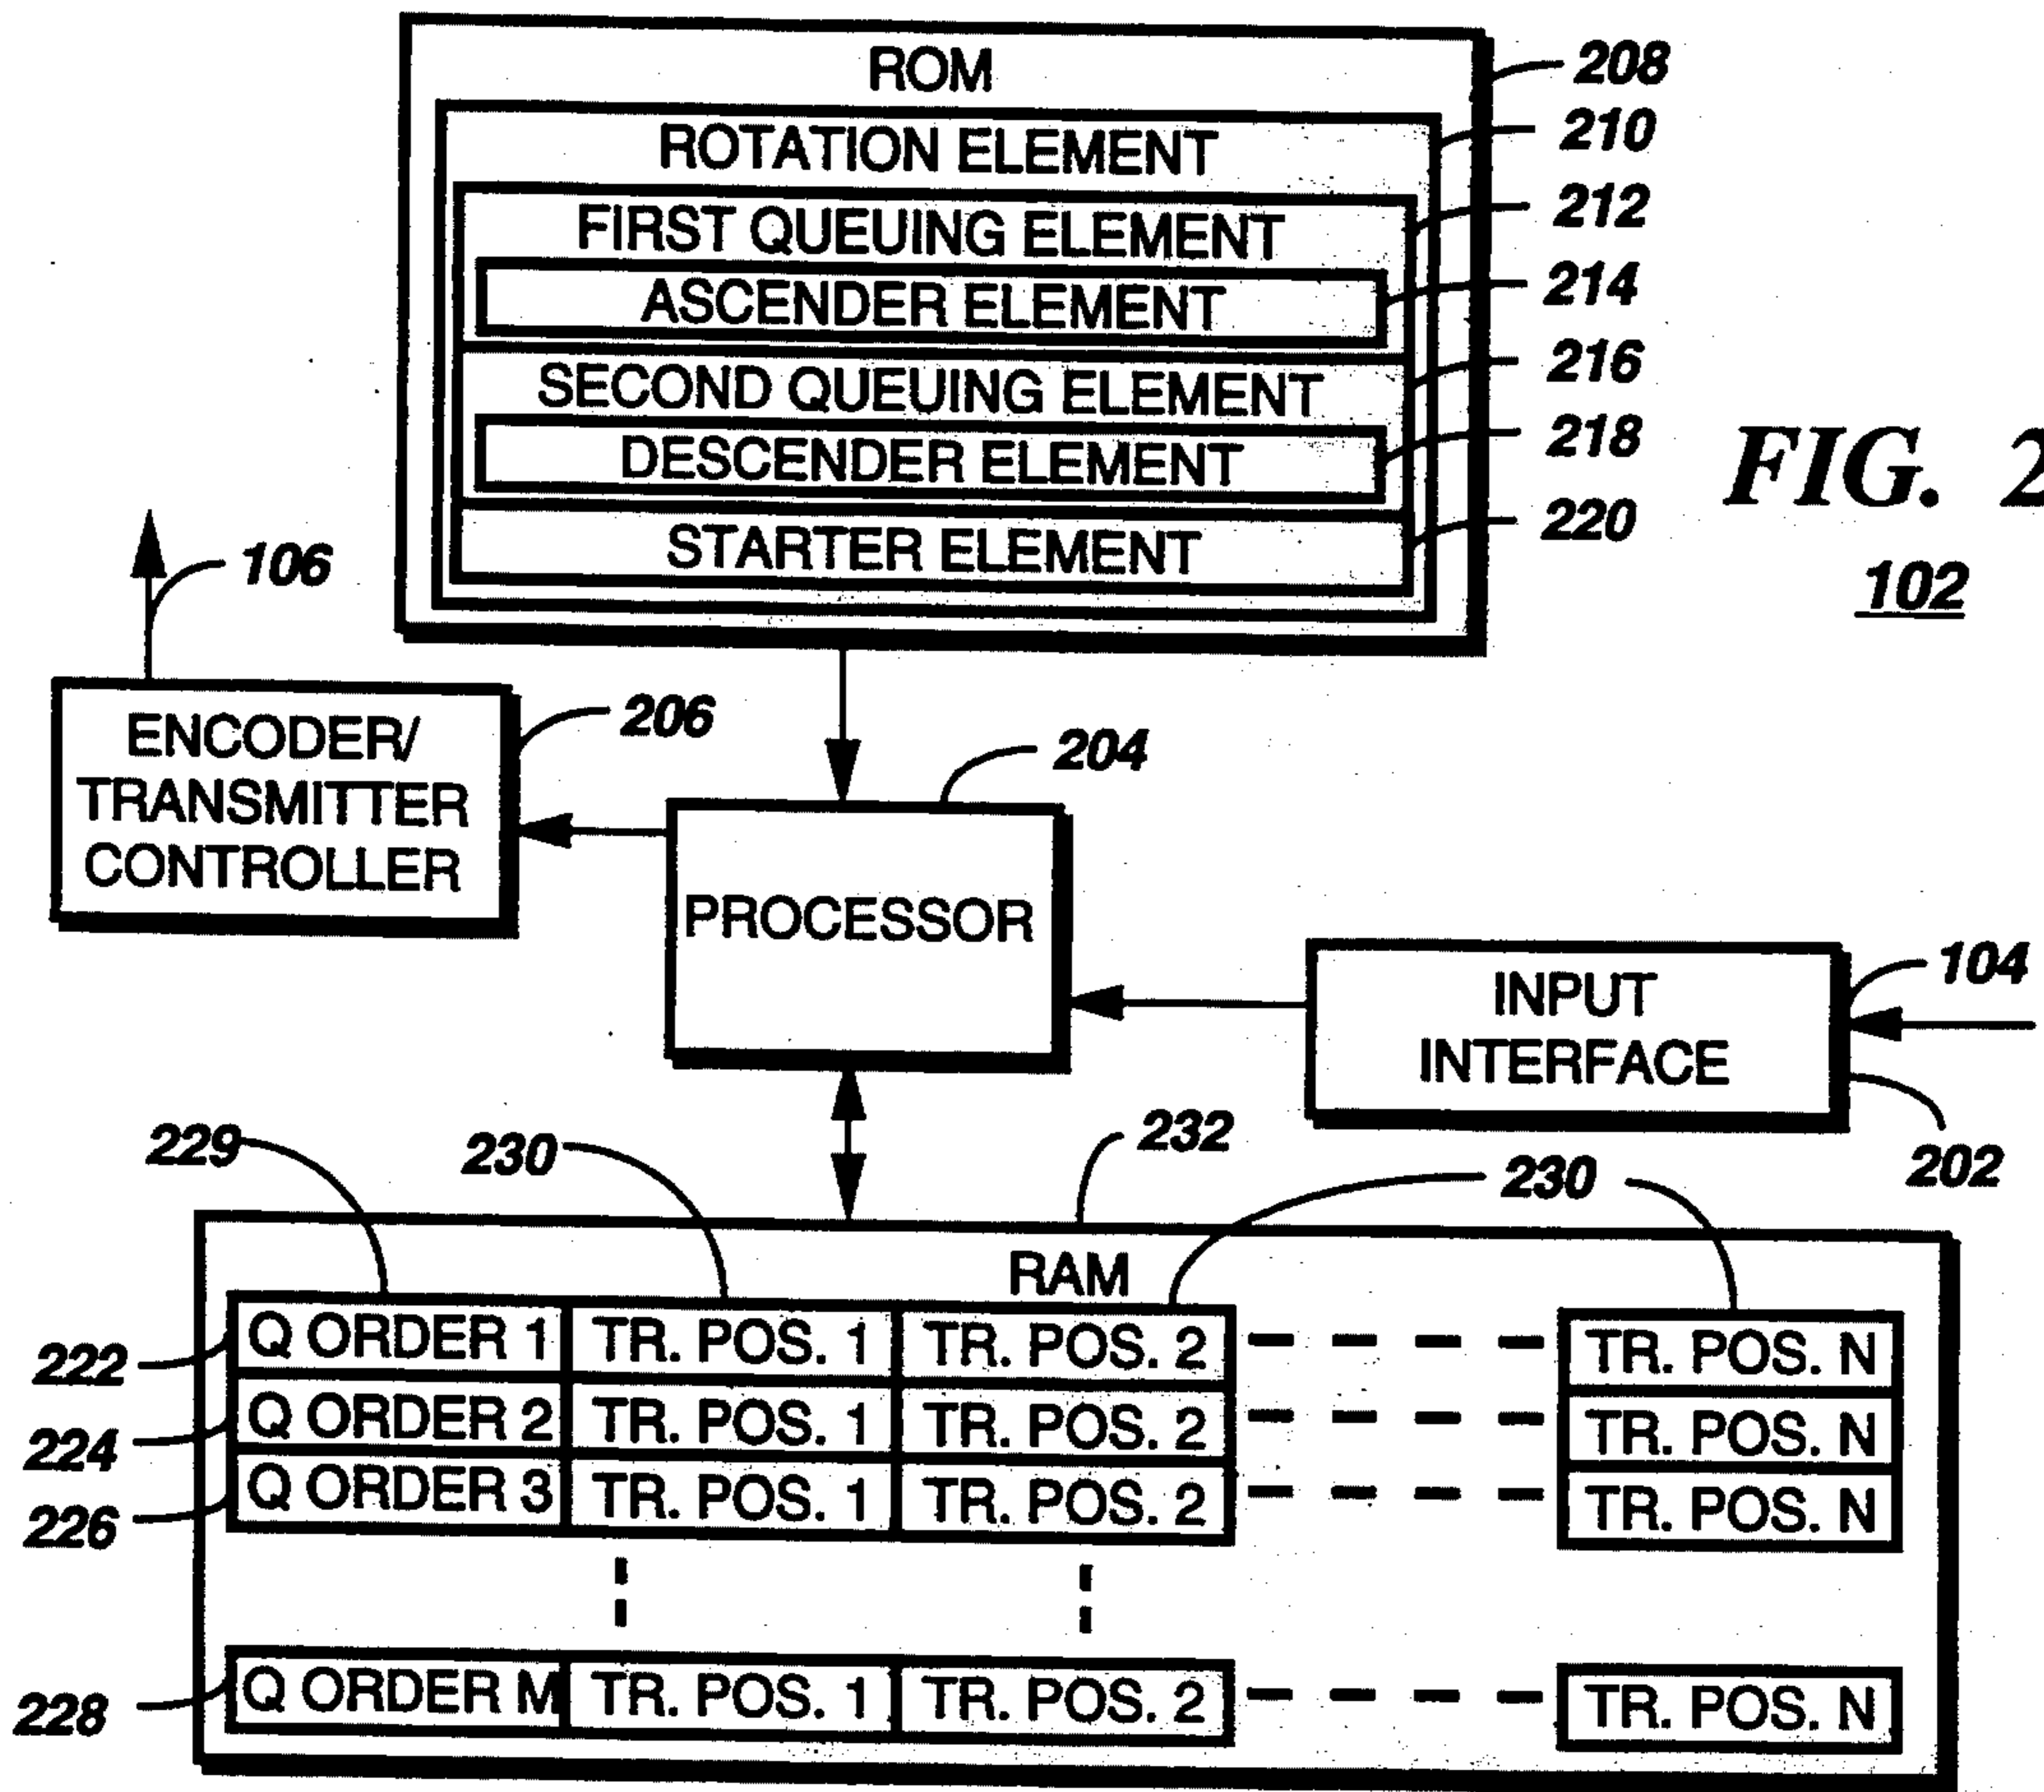 ROM
208
ROTATION ELEMENT
210
FIRST QUEUING ELEMENT
212
ASCENDER ELEMENT
214
SECOND QUEUING ELEMENT
216
DESCENDER ELEMENT
218
STARTER ELEMENT
220
FIG. 2
102
106
ENCODER/
TRANSMITTER
CONTROLLER
206
204
PROCESSOR
INPUT
INTERFACE
104
202
229
230
232
230
RAM
222
Q ORDER 1 TR. POS. 1 TR. POS. 2 TR. POS. N
224
Q ORDER 2 TR. POS. 1 TR. POS. 2 TR. POS. N
226
Q ORDER 3 TR. POS. 1 TR. POS. 2 TR. POS. N
228
Q ORDER M TR. POS. 1 TR. POS. 2 TR. POS. N